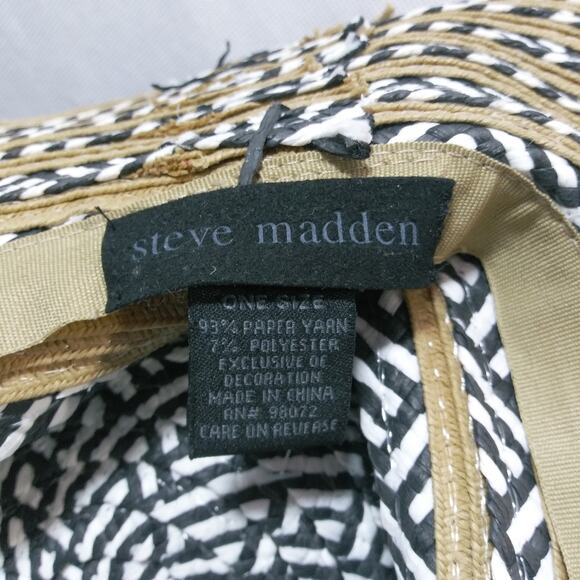 steve madden
ONE SIZE
93% PAPER YARN
7% POLYESTER
EXCLUSIVE OF
DECORATION
MADE IN CHINA
RN# 98072
CARE ON REVERSE